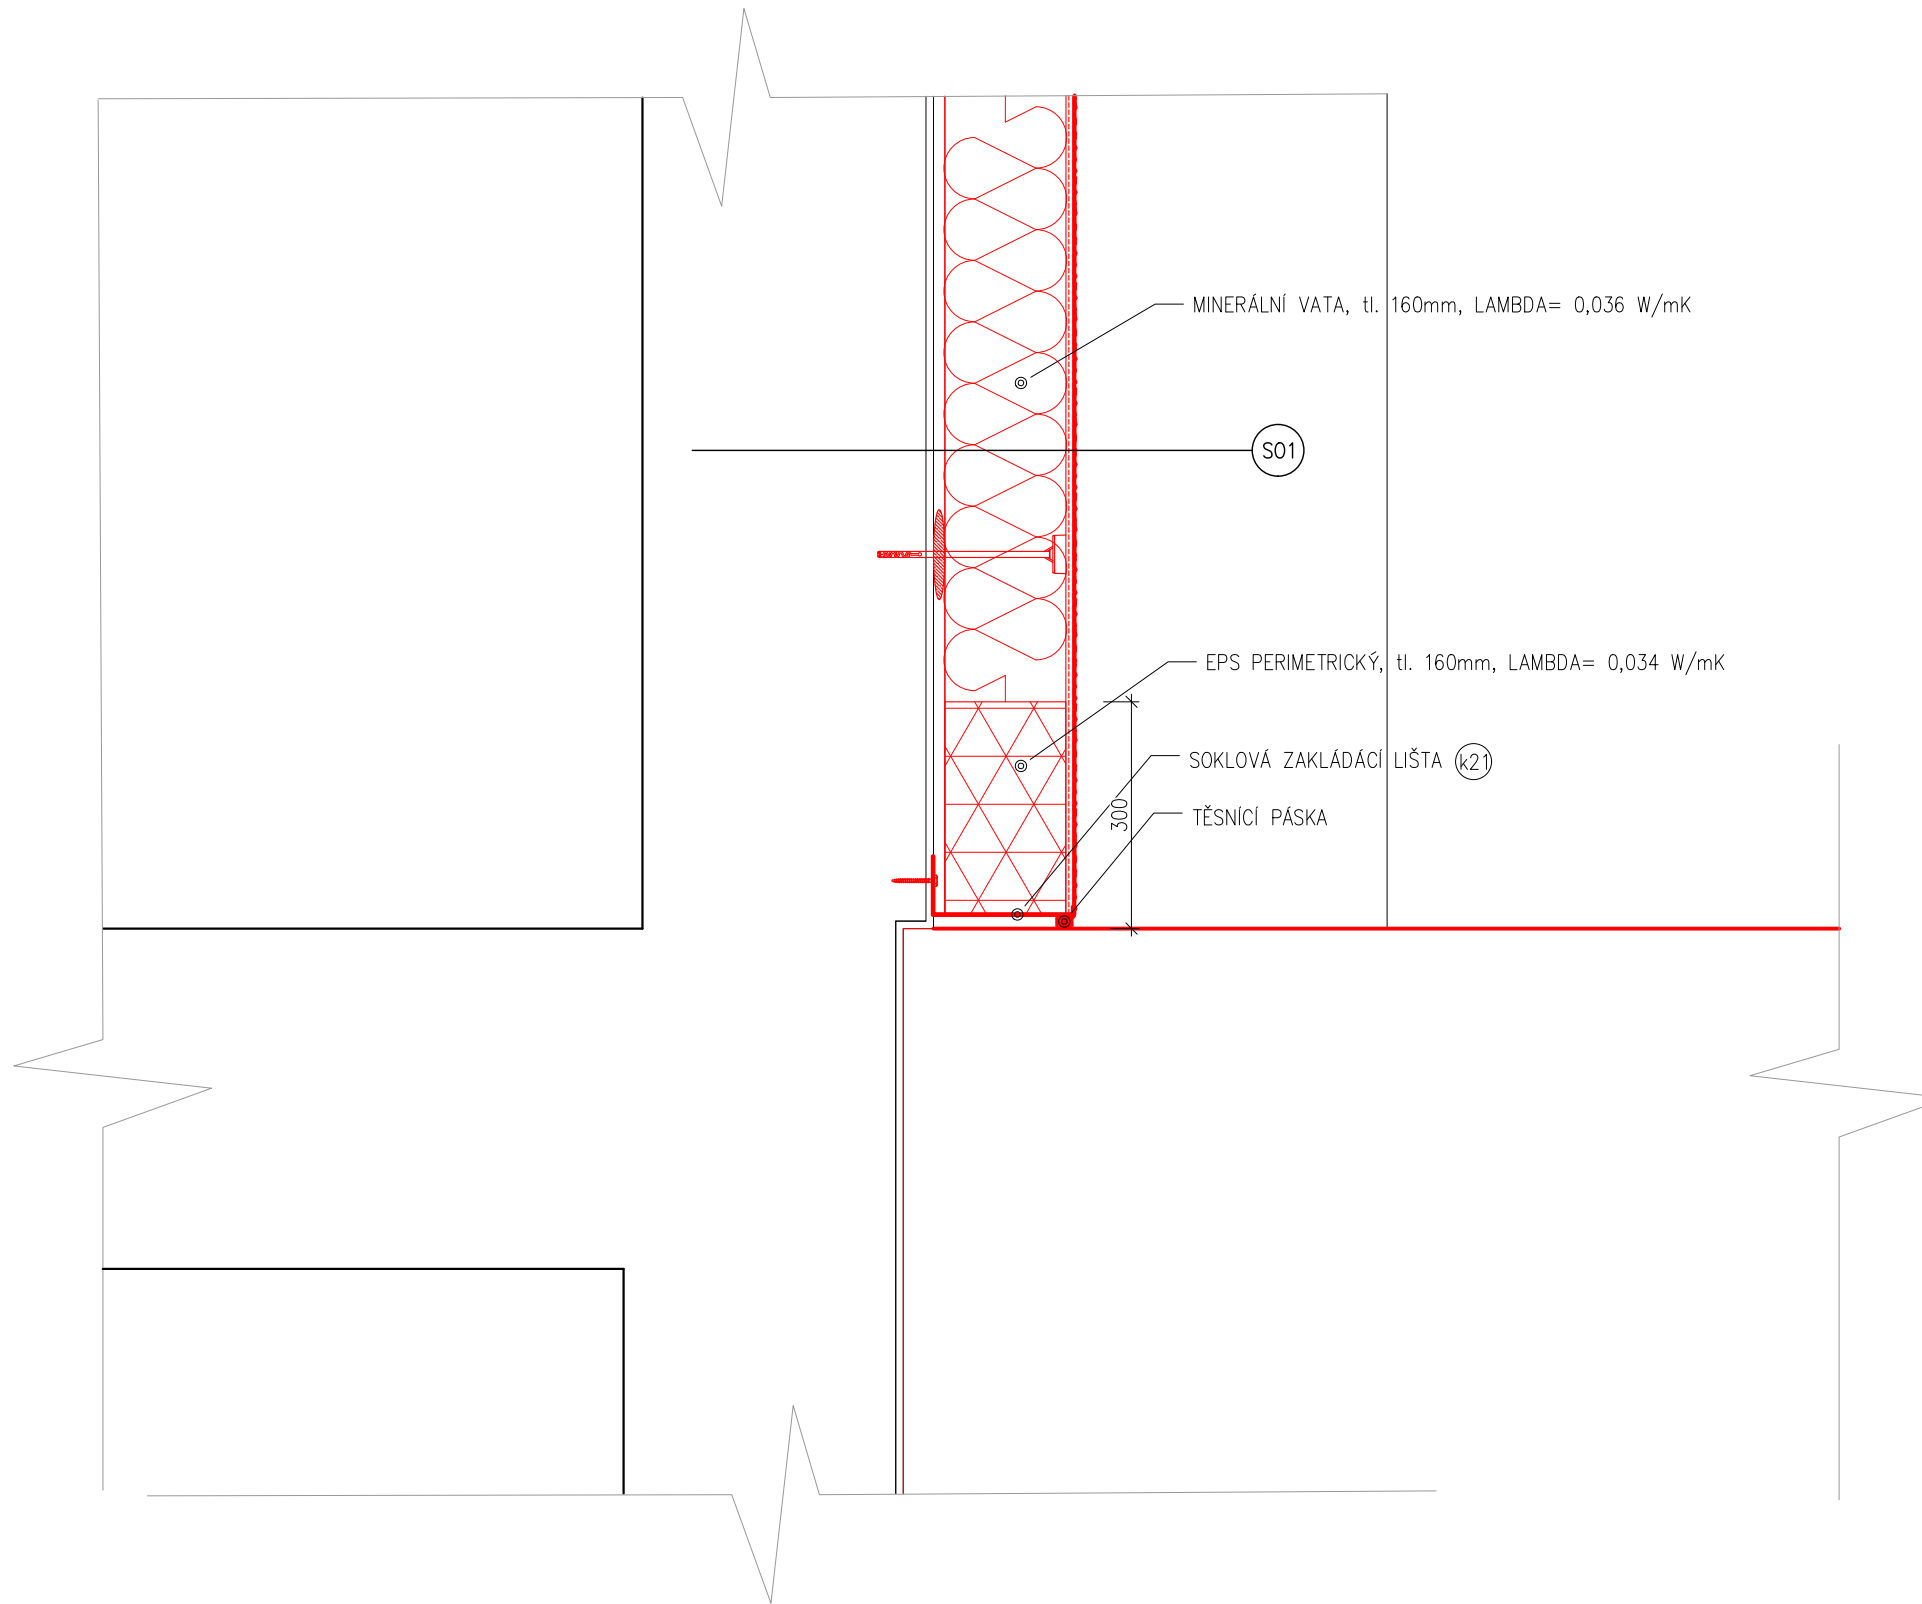 MINERÁLNÍ VATA, tl. 160mm, LAMBDA= 0,036 W/mK
S01
EPS PERIMETRICKÝ, tl. 160mm, LAMBDA= 0,034 W/mK
SOKLOVÁ ZAKLÁDÁCÍ LIŠTA k21
300
TĚSNÍCÍ PÁSKA